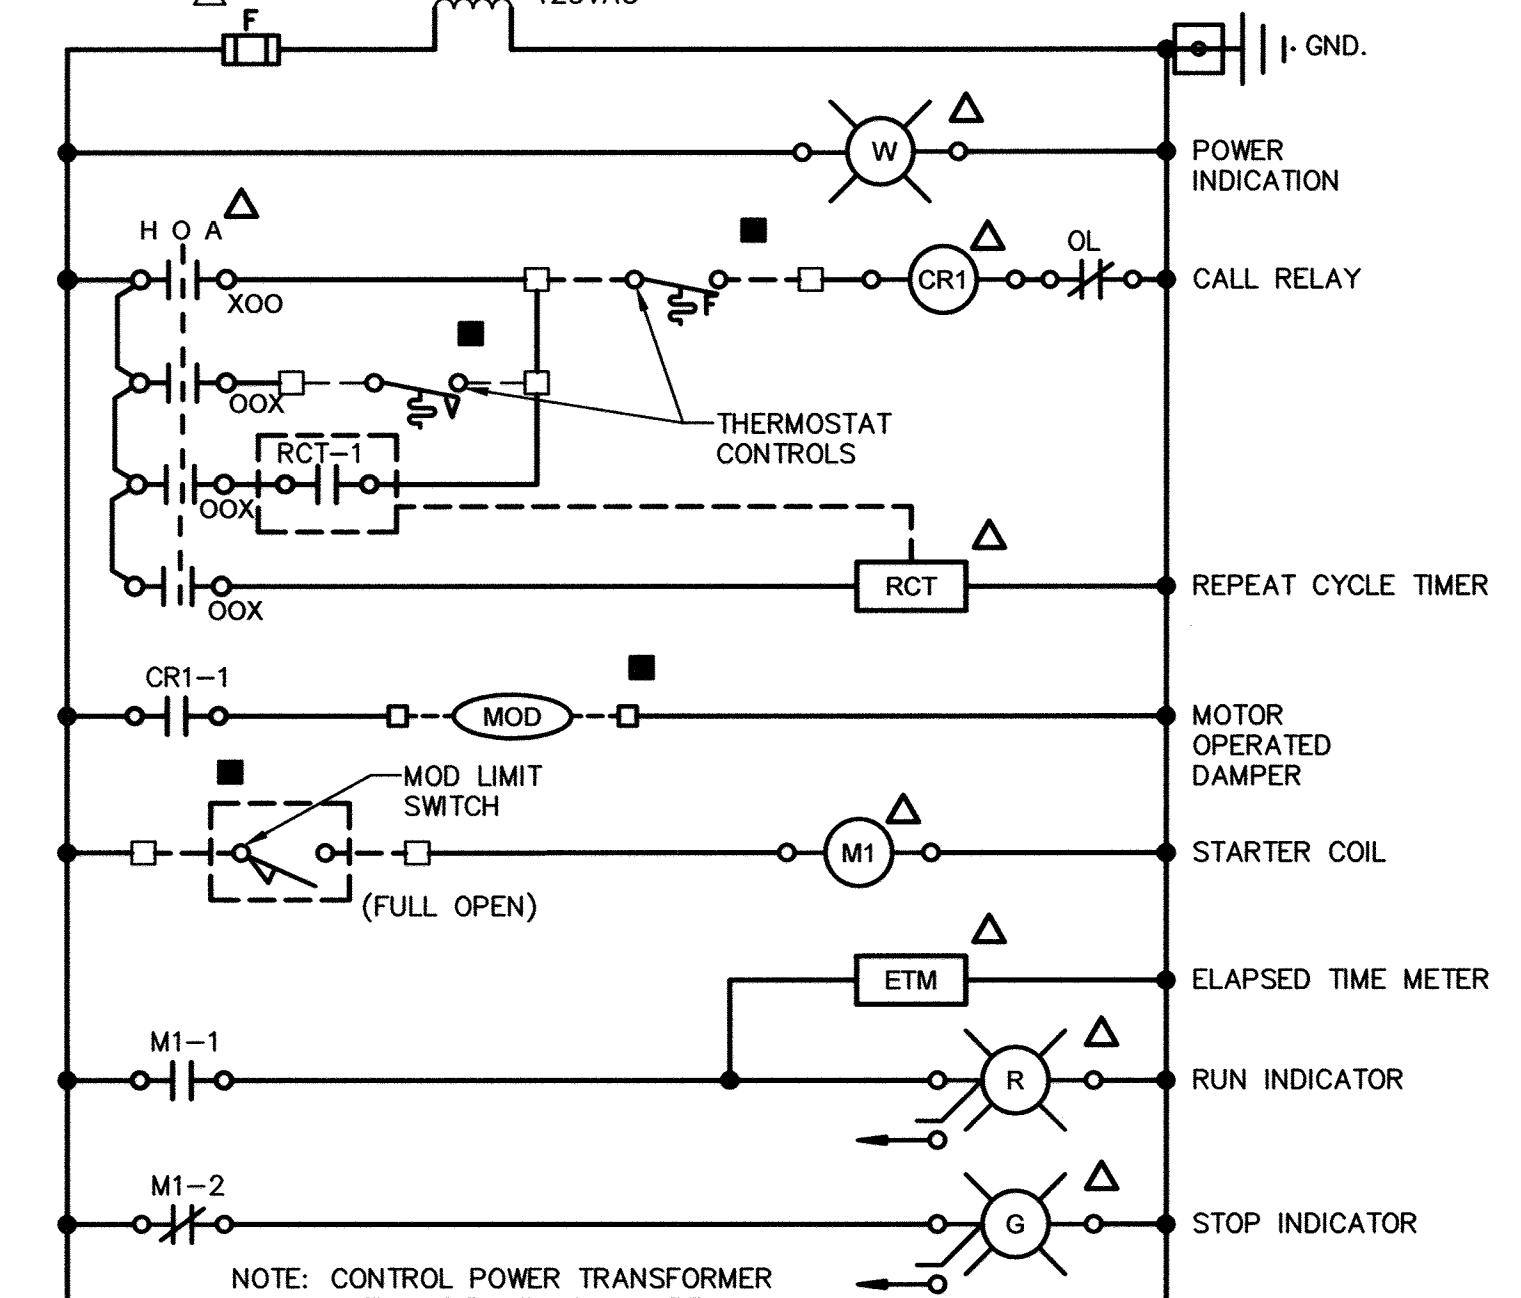 120VAC
F
GND.
W
POWER
INDICATION
H O A
OL
XOO
F
CR1
CALL RELAY
OOX
V
THERMOSTAT
CONTROLS
RCT-1
OOX
RCT
REPEAT CYCLE TIMER
OOX
CR1-1
MOD
MOTOR
OPERATED
DAMPER
MOD LIMIT
SWITCH
M1
STARTER COIL
(FULL OPEN)
ETM
ELAPSED TIME METER
M1-1
R
RUN INDICATOR
M1-2
G
STOP INDICATOR
NOTE: CONTROL POWER TRANSFORMER